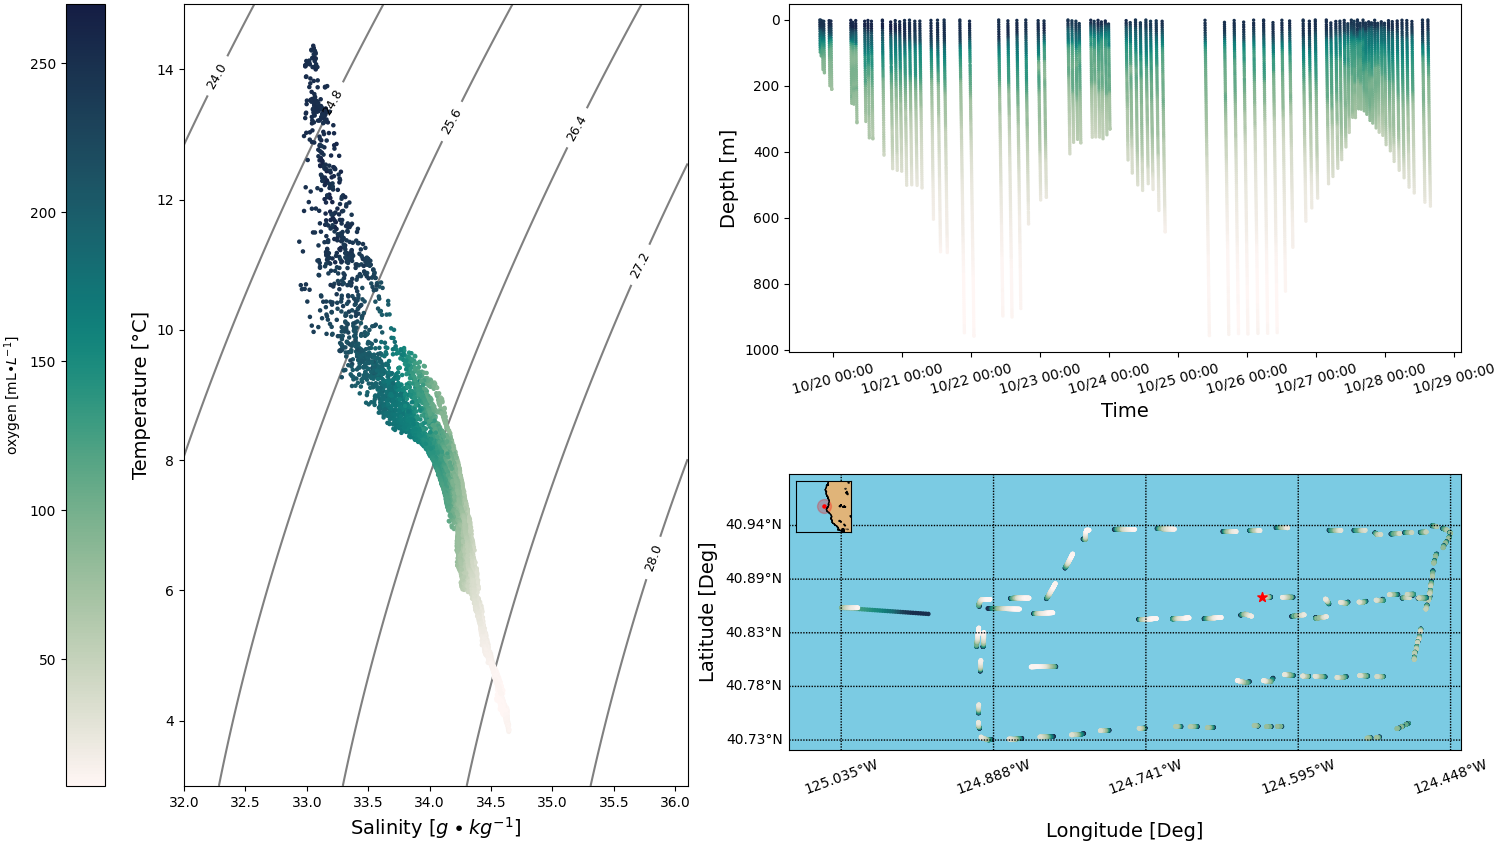 250
200
150
100
50
oxygen [mL•L⁻¹]
14
12
10
8
6
4
Temperature [°C]
24.0
24.8
25.6
26.4
27.2
28.0
32.0 32.5 33.0 33.5 34.0 34.5 35.0 35.5 36.0
Salinity [g • kg⁻¹]
0
200
400
600
800
1000
Depth [m]
10/20 00:00 10/21 00:00 10/22 00:00 10/23 00:00 10/24 00:00 10/25 00:00 10/26 00:00 10/27 00:00 10/28 00:00 10/29 00:00
Time
40.94°N
40.89°N
40.83°N
40.78°N
40.73°N
Latitude [Deg]
125.035°W 124.888°W 124.741°W 124.595°W 124.448°W
Longitude [Deg]